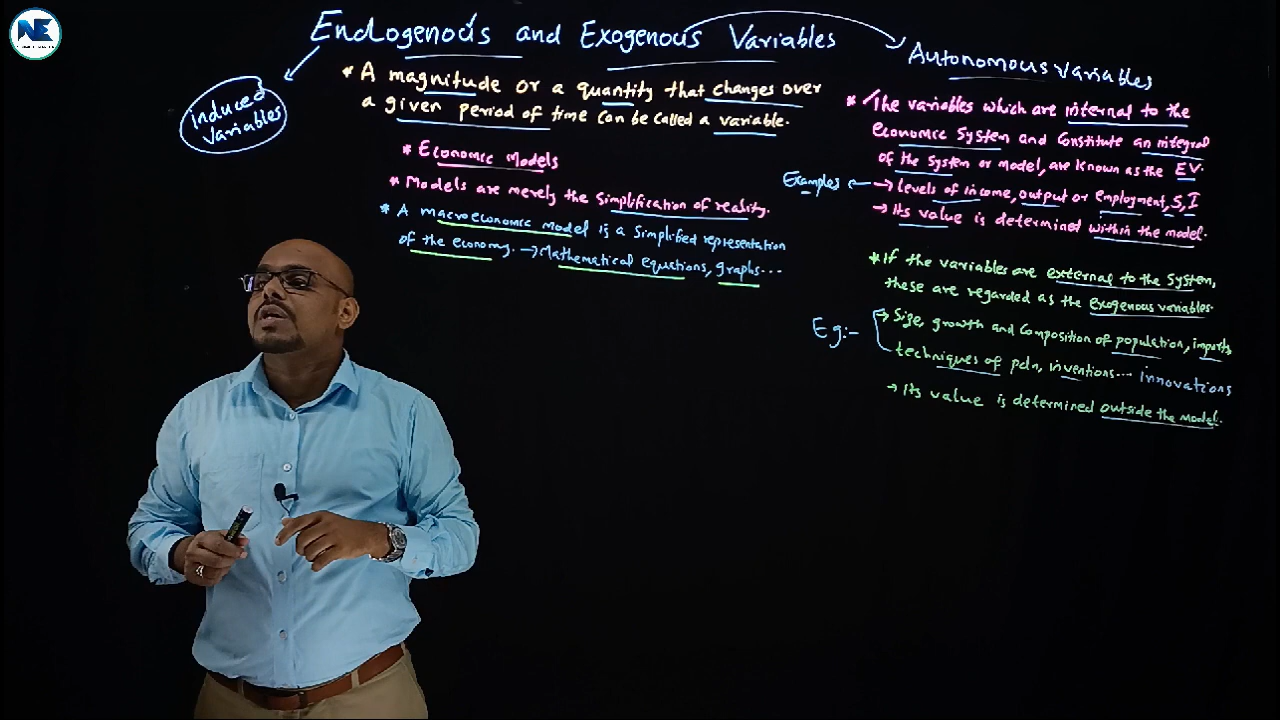 NE
Endogenous and Exogenous Variables
Autonomous variables
induced
variables
* A magnitude or a quantity that changes over
a given period of time can be called a variable.
* Economic Models
* Models are merely the simplification of reality.
* A macroeconomic model is a simplified representation
of the economy. → Mathematical equations, graphs...
* The variables which are internal to the
economic system and constitute an integral
of the system or model, are known as the EV.
Examples
→ levels of income, output or employment, S, I
→ Its value is determined within the model.
* If the variables are external to the system,
these are regarded as the exogenous variables.
Eg:-
→ Size, growth and composition of population, imports
techniques of pdn, inventions... innovations
→ Its value is determined outside the model.